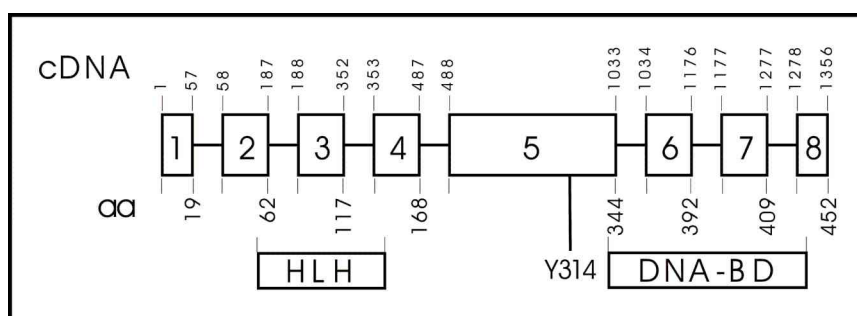 cDNA 1 57 58 187 188 352 353 487 488 1033 1034 1176 1177 1277 1278 1356
1 2 3 4 5 6 7 8
aa 19 62 117 168 344 392 409 452
HLH Y314 DNA-BD